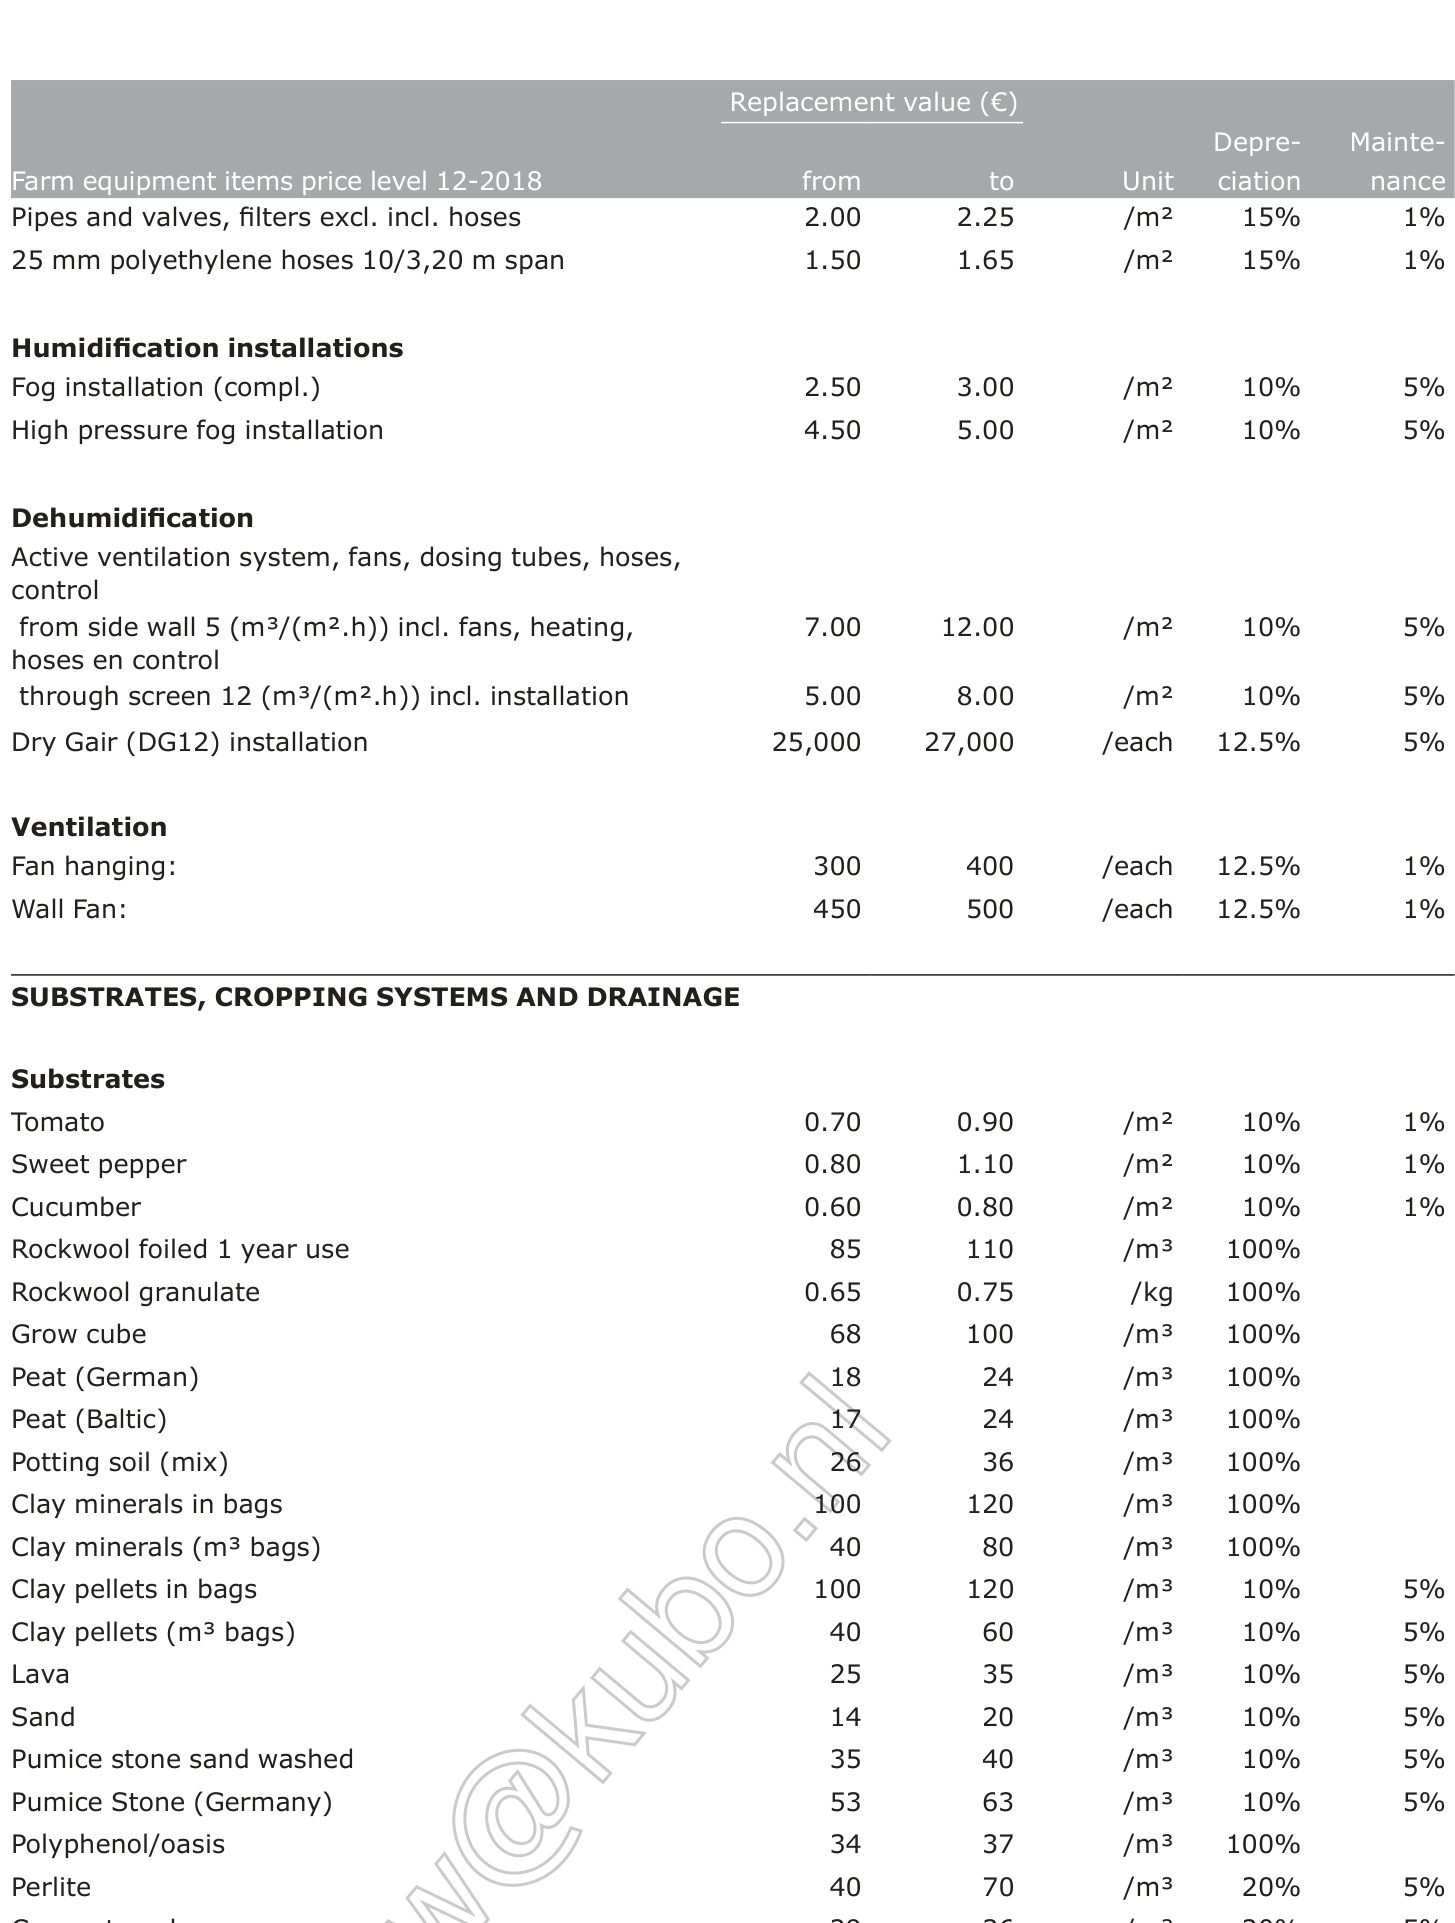 Replacement value (€)
Depre- Mainte-
Farm equipment items price level 12-2018 from to Unit ciation nance
Pipes and valves, filters excl. incl. hoses 2.00 2.25 /m² 15% 1%
25 mm polyethylene hoses 10/3,20 m span 1.50 1.65 /m² 15% 1%
Humidification installations
Fog installation (compl.) 2.50 3.00 /m² 10% 5%
High pressure fog installation 4.50 5.00 /m² 10% 5%
Dehumidification
Active ventilation system, fans, dosing tubes, hoses,
control
from side wall 5 (m³/(m².h)) incl. fans, heating, 7.00 12.00 /m² 10% 5%
hoses en control
through screen 12 (m³/(m².h)) incl. installation 5.00 8.00 /m² 10% 5%
Dry Gair (DG12) installation 25,000 27,000 /each 12.5% 5%
Ventilation
Fan hanging: 300 400 /each 12.5% 1%
Wall Fan: 450 500 /each 12.5% 1%
SUBSTRATES, CROPPING SYSTEMS AND DRAINAGE
Substrates
Tomato 0.70 0.90 /m² 10% 1%
Sweet pepper 0.80 1.10 /m² 10% 1%
Cucumber 0.60 0.80 /m² 10% 1%
Rockwool foiled 1 year use 85 110 /m³ 100%
Rockwool granulate 0.65 0.75 /kg 100%
Grow cube 68 100 /m³ 100%
Peat (German) 18 24 /m³ 100%
Peat (Baltic) 17 24 /m³ 100%
Potting soil (mix) 26 36 /m³ 100%
Clay minerals in bags 100 120 /m³ 100%
Clay minerals (m³ bags) 40 80 /m³ 100%
Clay pellets in bags 100 120 /m³ 10% 5%
Clay pellets (m³ bags) 40 60 /m³ 10% 5%
Lava 25 35 /m³ 10% 5%
Sand 14 20 /m³ 10% 5%
Pumice stone sand washed 35 40 /m³ 10% 5%
Pumice Stone (Germany) 53 63 /m³ 10% 5%
Polyphenol/oasis 34 37 /m³ 100%
Perlite 40 70 /m³ 20% 5%
w@kubo.nl